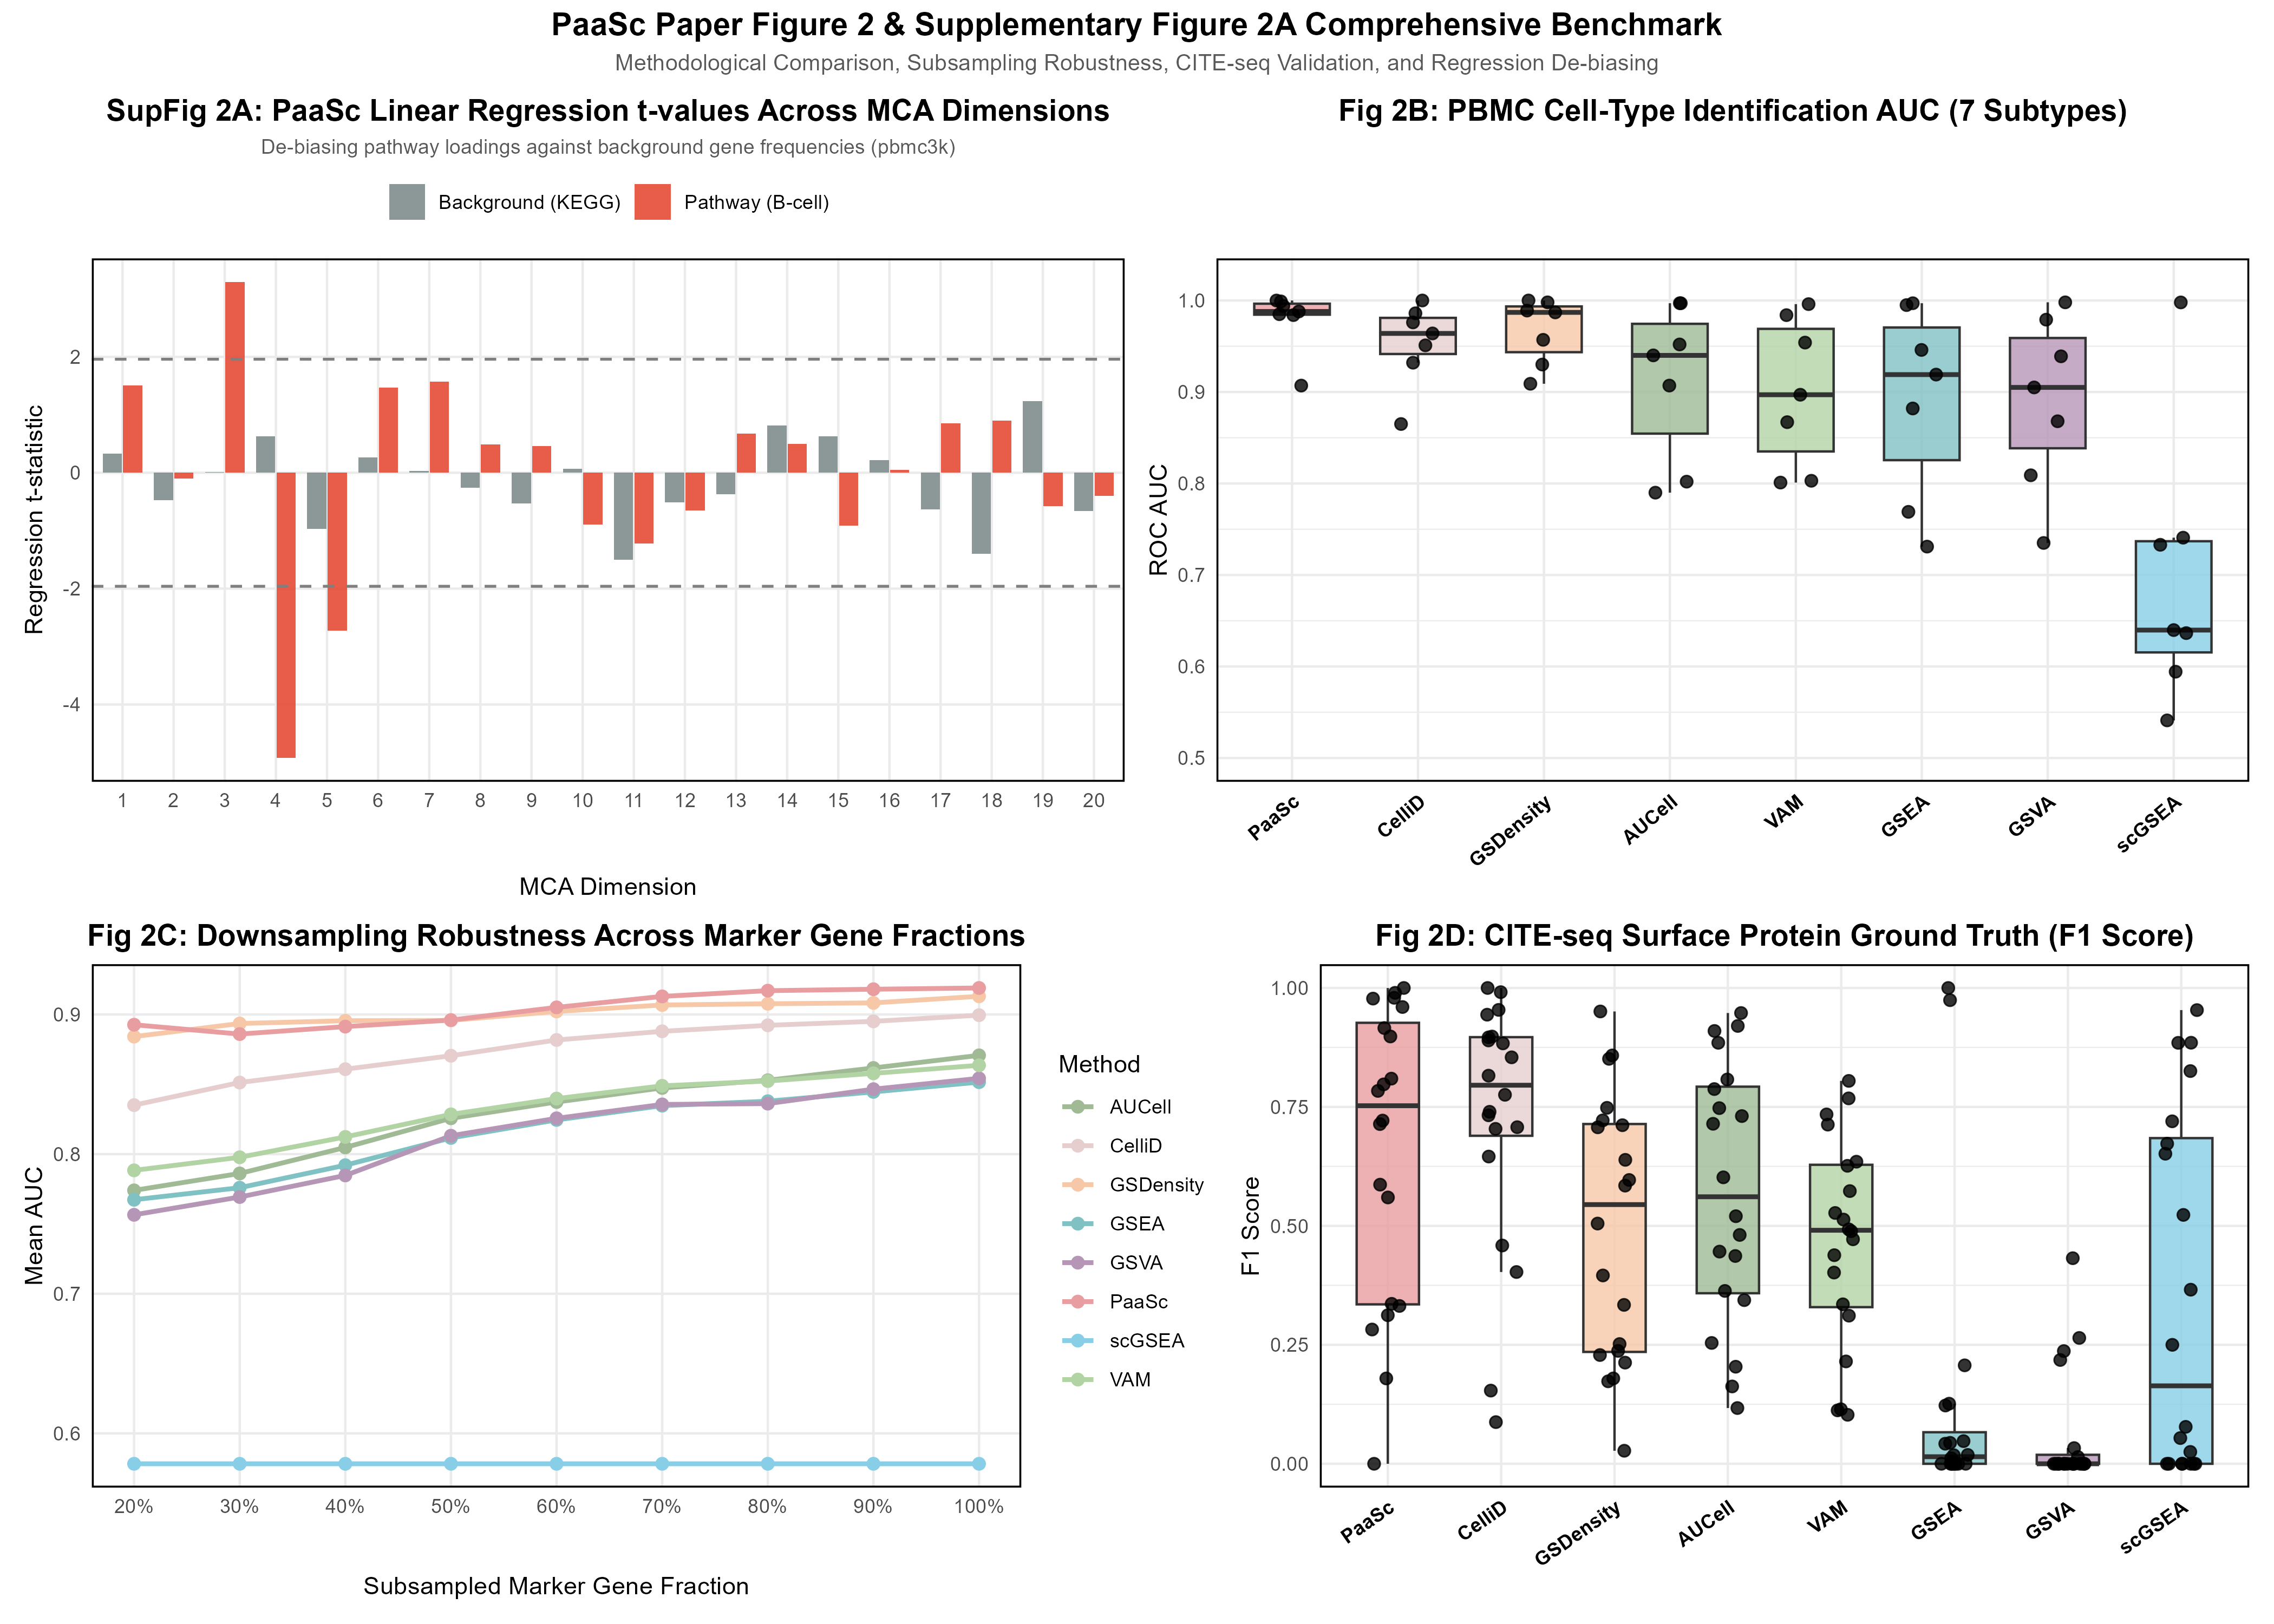 PaaSc Paper Figure 2 & Supplementary Figure 2A Comprehensive Benchmark
Methodological Comparison, Subsampling Robustness, CITE-seq Validation, and Regression De-biasing
SupFig 2A: PaaSc Linear Regression t-values Across MCA Dimensions
De-biasing pathway loadings against background gene frequencies (pbmc3k)
Background (KEGG)
Pathway (B-cell)
Regression t-statistic
2
0
-2
-4
1 2 3 4 5 6 7 8 9 10 11 12 13 14 15 16 17 18 19 20
MCA Dimension
Fig 2B: PBMC Cell-Type Identification AUC (7 Subtypes)
ROC AUC
1.0
0.9
0.8
0.7
0.6
0.5
PaaSc
CelliD
GSDensity
AUCell
VAM
GSEA
GSVA
scGSEA
Fig 2C: Downsampling Robustness Across Marker Gene Fractions
Mean AUC
0.9
0.8
0.7
0.6
20% 30% 40% 50% 60% 70% 80% 90% 100%
Subsampled Marker Gene Fraction
Method
AUCell
CelliD
GSDensity
GSEA
GSVA
PaaSc
scGSEA
VAM
Fig 2D: CITE-seq Surface Protein Ground Truth (F1 Score)
F1 Score
1.00
0.75
0.50
0.25
0.00
PaaSc
CelliD
GSDensity
AUCell
VAM
GSEA
GSVA
scGSEA